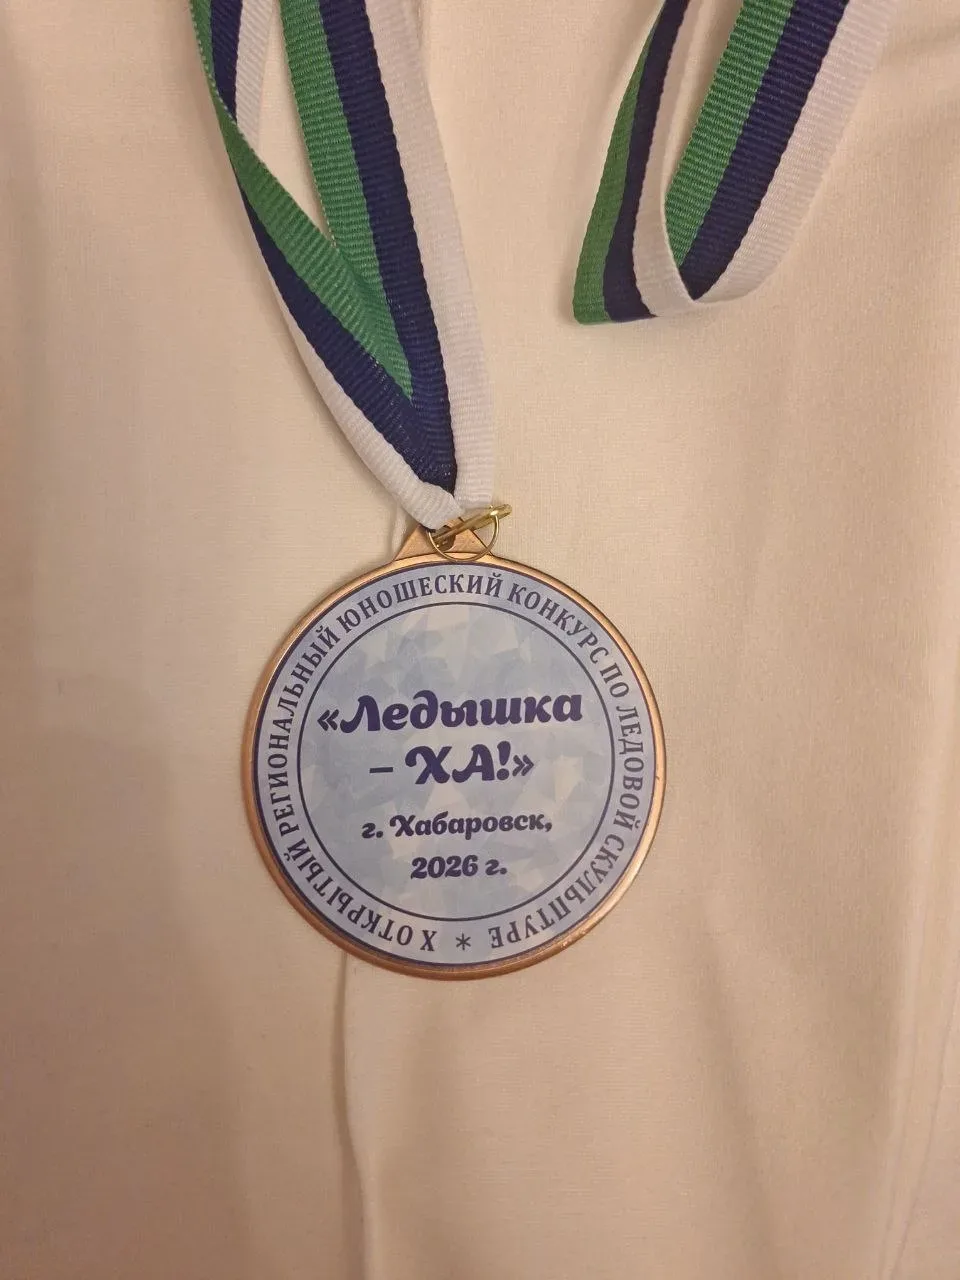 X ОТКРЫТЫЙ РЕГИОНАЛЬНЫЙ ЮНОШЕСКИЙ КОНКУРС ПО ЛЕДОВОЙ СКУЛЬПТУРЕ *
«Ледышка
– ХА!»
г. Хабаровск,
2026 г.